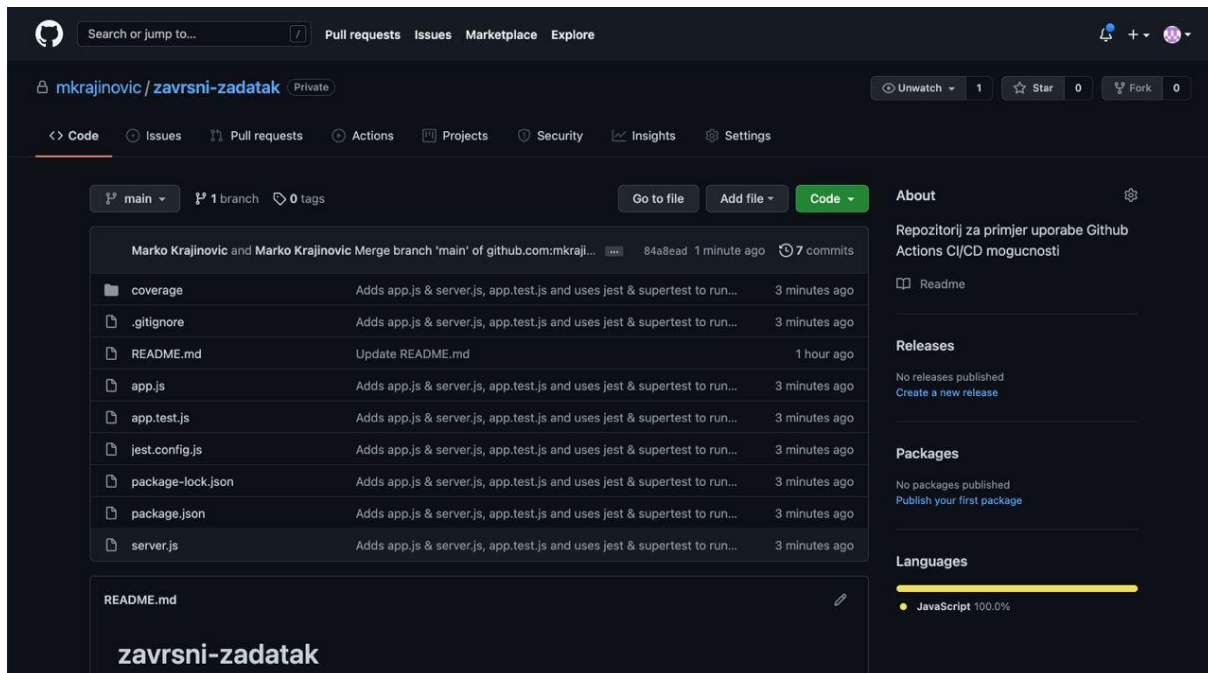 Search or jump to... /
Pull requests Issues Marketplace Explore
mkrajinovic / zavrsni-zadatak Private
Unwatch 1 Star 0 Fork 0
<> Code Issues Pull requests Actions Projects Security Insights Settings
main 1 branch 0 tags Go to file Add file Code
Marko Krajinovic and Marko Krajinovic Merge branch 'main' of github.com:mkraji... ... 84a8ead 1 minute ago 7 commits
coverage Adds app.js & server.js, app.test.js and uses jest & supertest to run... 3 minutes ago
.gitignore Adds app.js & server.js, app.test.js and uses jest & supertest to run... 3 minutes ago
README.md Update README.md 1 hour ago
app.js Adds app.js & server.js, app.test.js and uses jest & supertest to run... 3 minutes ago
app.test.js Adds app.js & server.js, app.test.js and uses jest & supertest to run... 3 minutes ago
jest.config.js Adds app.js & server.js, app.test.js and uses jest & supertest to run... 3 minutes ago
package-lock.json Adds app.js & server.js, app.test.js and uses jest & supertest to run... 3 minutes ago
package.json Adds app.js & server.js, app.test.js and uses jest & supertest to run... 3 minutes ago
server.js Adds app.js & server.js, app.test.js and uses jest & supertest to run... 3 minutes ago
README.md
zavrsni-zadatak
About
Repozitorij za primjer uporabe Github
Actions CI/CD mogucnosti
Readme
Releases
No releases published
Create a new release
Packages
No packages published
Publish your first package
Languages
JavaScript 100.0%